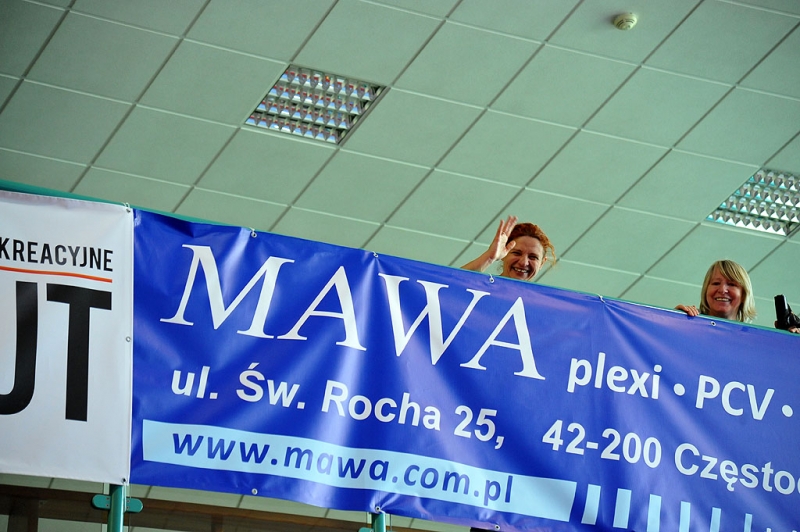 KREACYJNE
UT
MAWA plexi • PCV •
ul. Św. Rocha 25, 42-200 Często
www.mawa.com.pl